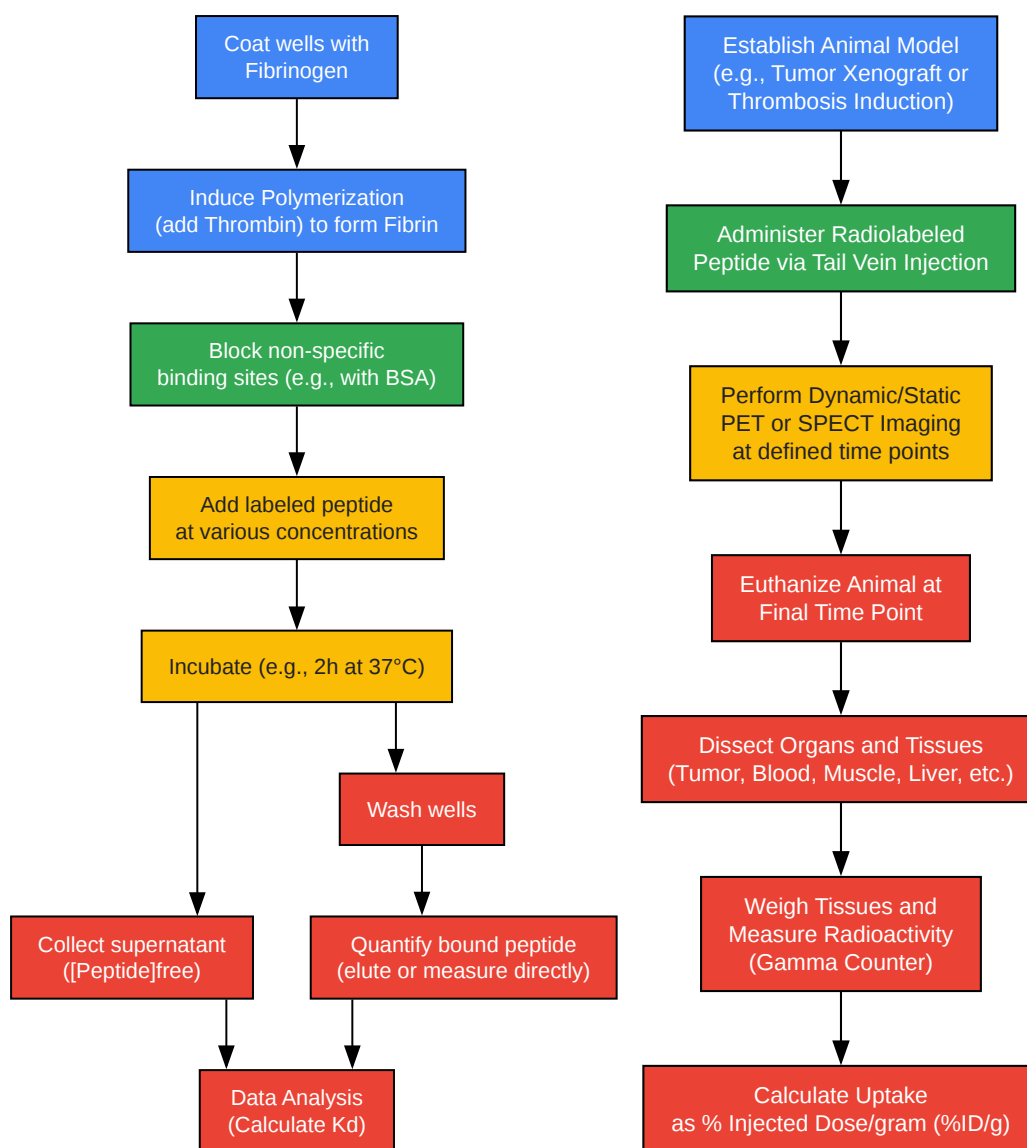 Coat wells with
Fibrinogen
Induce Polymerization
(add Thrombin) to form Fibrin
Block non-specific
binding sites (e.g., with BSA)
Add labeled peptide
at various concentrations
Incubate (e.g., 2h at 37°C)
Wash wells
Collect supernatant
([Peptide]free)
Quantify bound peptide
(elute or measure directly)
Data Analysis
(Calculate Kd)
Establish Animal Model
(e.g., Tumor Xenograft or
Thrombosis Induction)
Administer Radiolabeled
Peptide via Tail Vein Injection
Perform Dynamic/Static
PET or SPECT Imaging
at defined time points
Euthanize Animal at
Final Time Point
Dissect Organs and Tissues
(Tumor, Blood, Muscle, Liver, etc.)
Weigh Tissues and
Measure Radioactivity
(Gamma Counter)
Calculate Uptake
as % Injected Dose/gram (%ID/g)